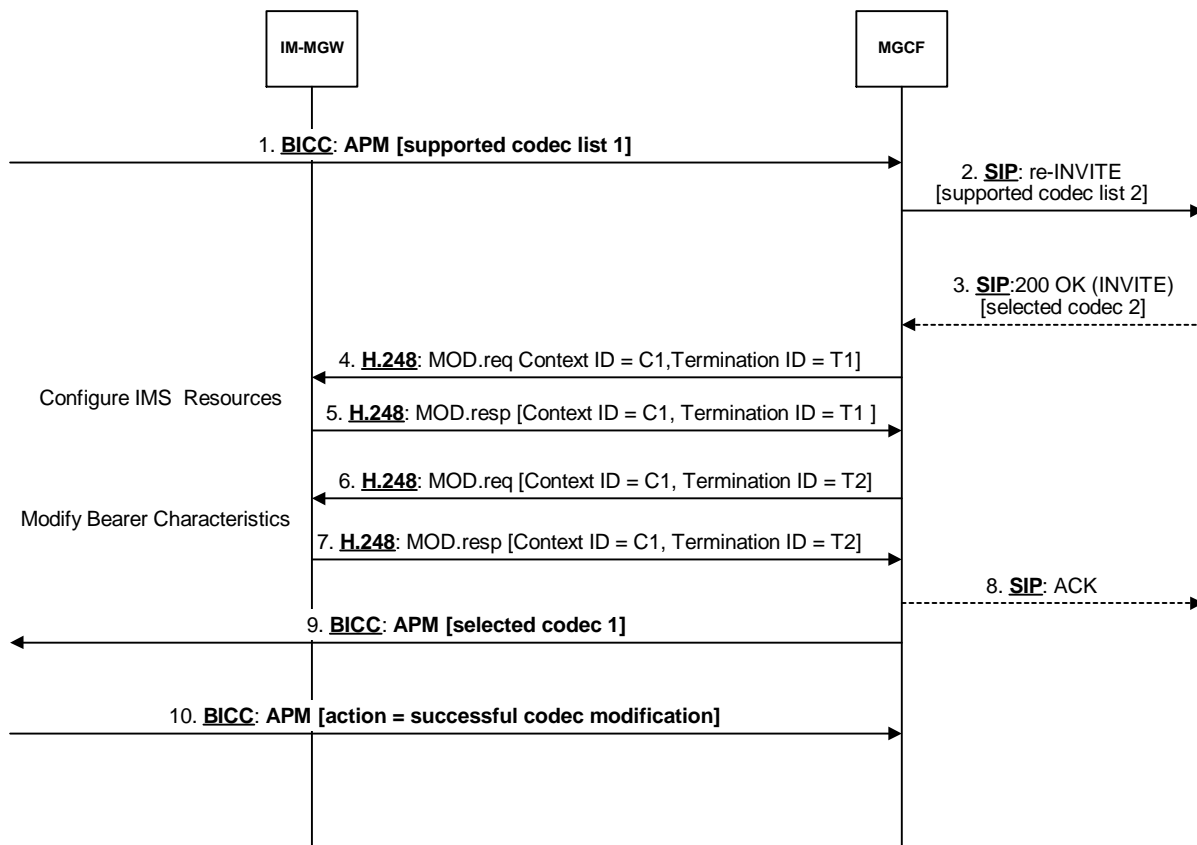 IM-MGW
MGCF
1. BICC: APM [supported codec list 1]
2. SIP: re-INVITE
[supported codec list 2]
3. SIP:200 OK (INVITE)
[selected codec 2]
4. H.248: MOD.req Context ID = C1,Termination ID = T1]
Configure IMS  Resources
5. H.248: MOD.resp [Context ID = C1, Termination ID = T1 ]
6. H.248: MOD.req [Context ID = C1, Termination ID = T2]
Modify Bearer Characteristics
7. H.248: MOD.resp [Context ID = C1, Termination ID = T2]
8. SIP: ACK
9. BICC: APM [selected codec 1]
10. BICC: APM [action = successful codec modification]